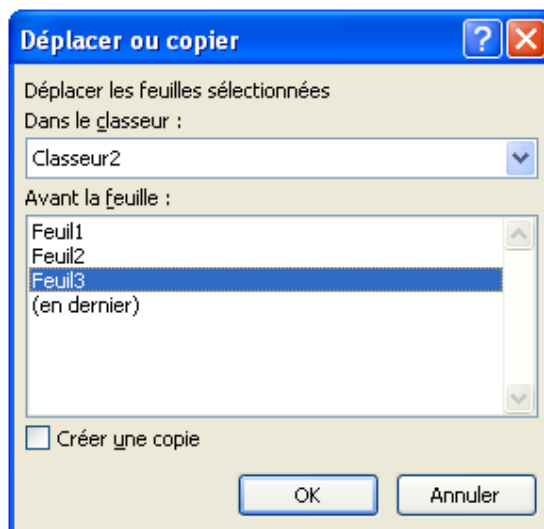 Déplacer ou copier ?
Déplacer les feuilles sélectionnées
Dans le classeur :
Classeur2
Avant la feuille :
Feuil1
Feuil2
Feuil3
(en dernier)
Créer une copie
OK Annuler